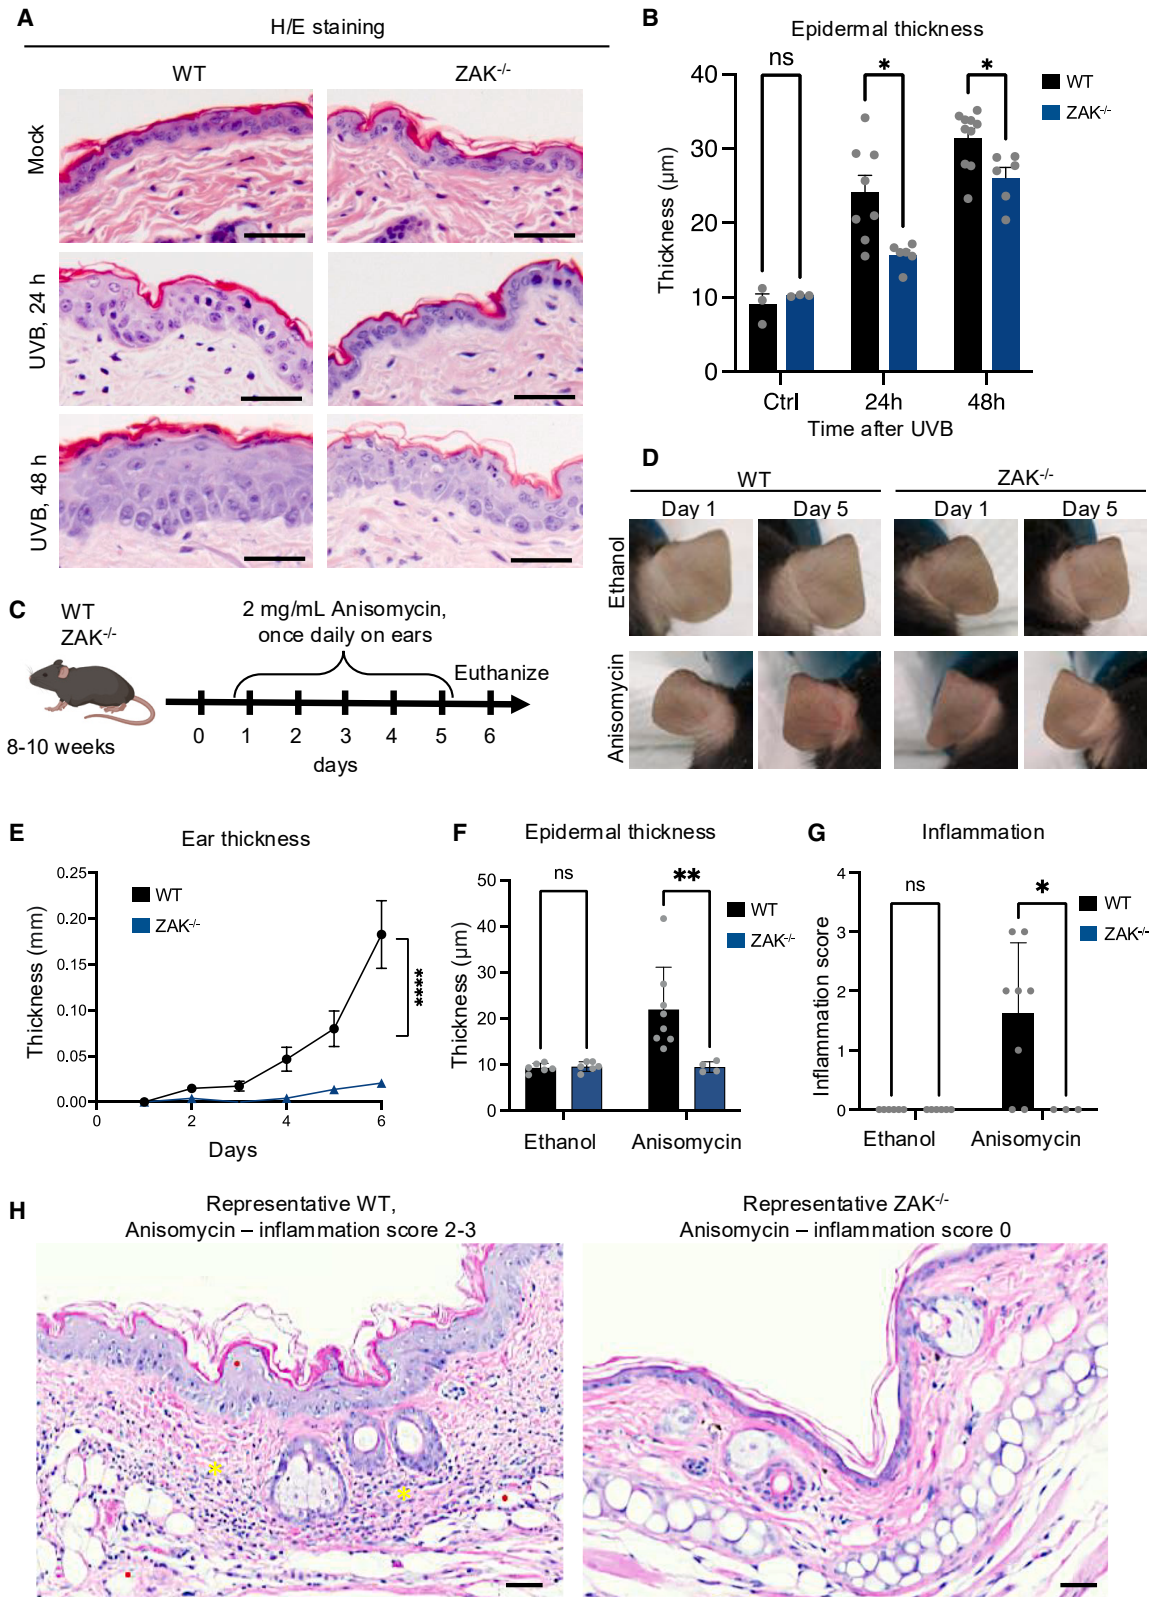 A
H/E staining
WT
ZAK-/-
Mock
UVB, 24 h
UVB, 48 h
B
Epidermal thickness
ns
*
*
WT
ZAK-/-
Thickness (µm)
40
30
20
10
0
Ctrl
24h
48h
Time after UVB
C
WT
ZAK-/-
8-10 weeks
2 mg/mL Anisomycin,
once daily on ears
Euthanize
0 1 2 3 4 5 6
days
D
WT
ZAK-/-
Day 1
Day 5
Day 1
Day 5
Ethanol
Anisomycin
E
Ear thickness
WT
ZAK-/-
Thickness (mm)
0.25
0.20
0.15
0.10
0.05
0.00
0 2 4 6
Days
****
F
Epidermal thickness
ns
**
WT
ZAK-/-
Thickness (µm)
50
40
30
20
10
0
Ethanol
Anisomycin
G
Inflammation
ns
*
WT
ZAK-/-
Inflammation score
4
3
2
1
0
Ethanol
Anisomycin
H
Representative WT,
Anisomycin – inflammation score 2-3
*
*
Representative ZAK-/-
Anisomycin – inflammation score 0